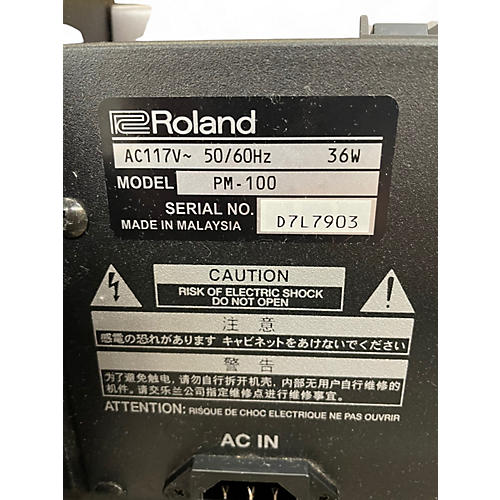 Roland
AC117V~ 50/60Hz 36W
MODEL PM-100
SERIAL NO. D7L7903
MADE IN MALAYSIA
CAUTION
RISK OF ELECTRIC SHOCK
DO NOT OPEN
注 意
感電の恐れがあります キャビネットをあけないでください
警 告
为了避免触电，请勿自行拆开机壳，内部无用户自行维修的
机件。请交乐兰公司指定维修点进行维修事宜。
ATTENTION: RISQUE DE CHOC ELECTRIQUE NE PAS OUVRIR
AC IN